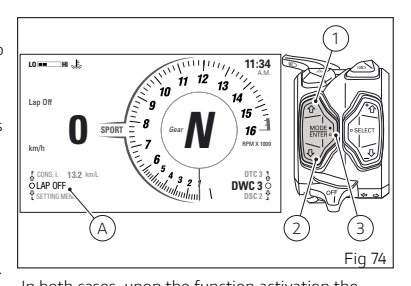 LO HI
11:34
A.M.
Lap Off
0
km/h
SPORT
Gear
N
1
2
3
4
5
6
7
8
9
10
11
12
13
14
15
16
RPM X 1000
CONS. I. 13.2 km/L
LAP OFF
SETTING MENU
DTC 3
DWC 3
DSC 2
MODE
ENTER
SELECT
OFF
1
2
3
A
Fig 74
In both cases, upon the function activation the